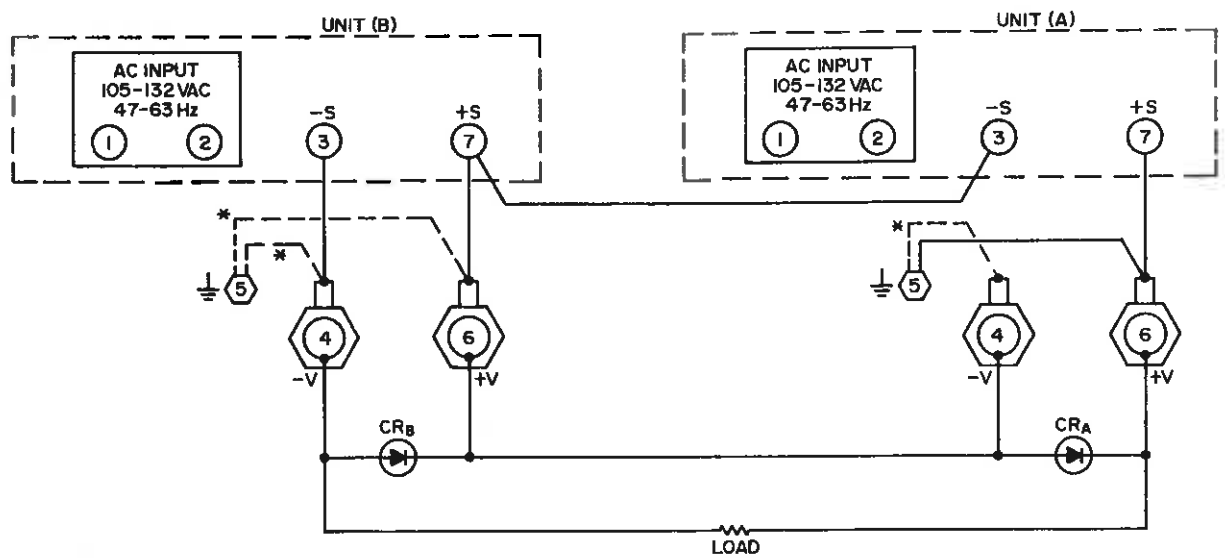 UNIT (B)
UNIT (A)
AC INPUT
105-132 VAC
47-63 Hz
1
2
-S
3
+S
7
AC INPUT
105-132 VAC
47-63 Hz
1
2
-S
3
+S
7
*
*
5
4
-V
6
+V
*
5
4
-V
6
+V
CRB
CRA
LOAD